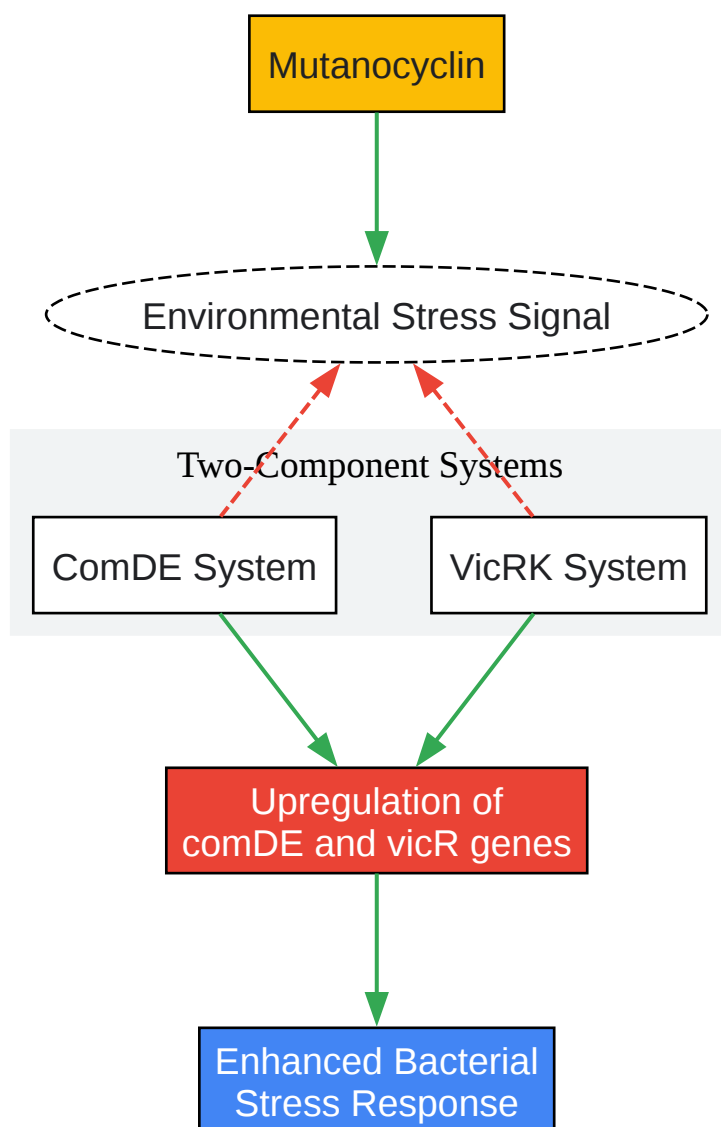 Mutanocyclin
Environmental Stress Signal
Two-Component Systems
ComDE System
VicRK System
Upregulation of
comDE and vicR genes
Enhanced Bacterial
Stress Response